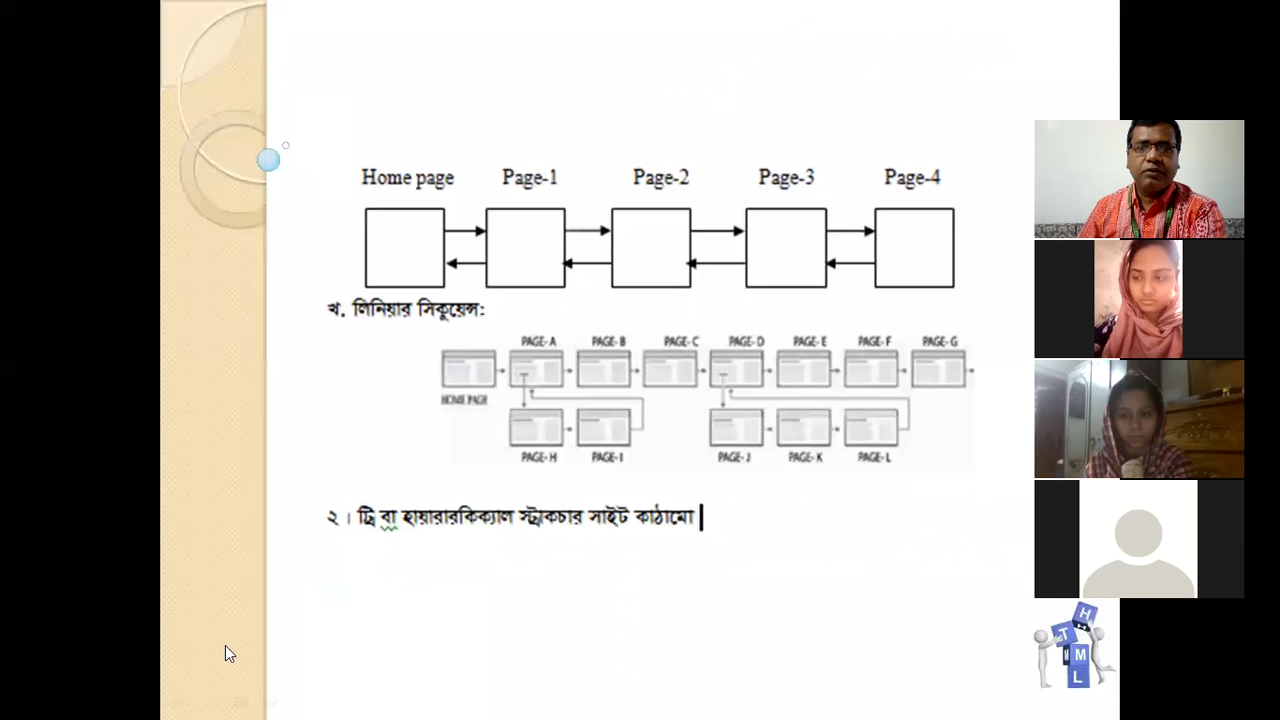 Home page Page-1 Page-2 Page-3 Page-4
খ. লিনিয়ার সিকুয়েন্স:
PAGE- A PAGE- B PAGE- C PAGE- D PAGE- E PAGE- F PAGE- G
HOME PAGE
PAGE- H PAGE- I PAGE- J PAGE- K PAGE- L
২। ট্রি বা হায়ারারকিক্যাল স্ট্রাকচার সাইট কাঠামো
H
T
M
L